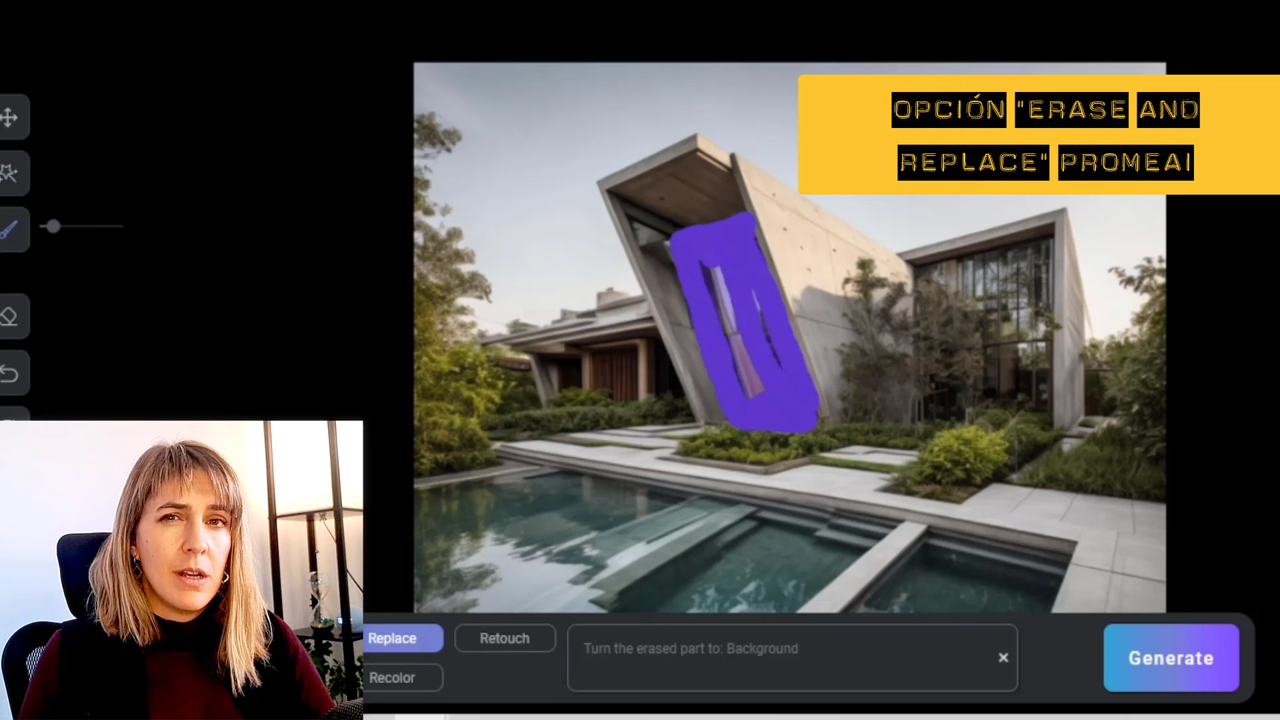 OPCIÓN "ERASE AND
REPLACE" PROMEAI
Replace
Retouch
Turn the erased part to: Background
Generate
Recolor